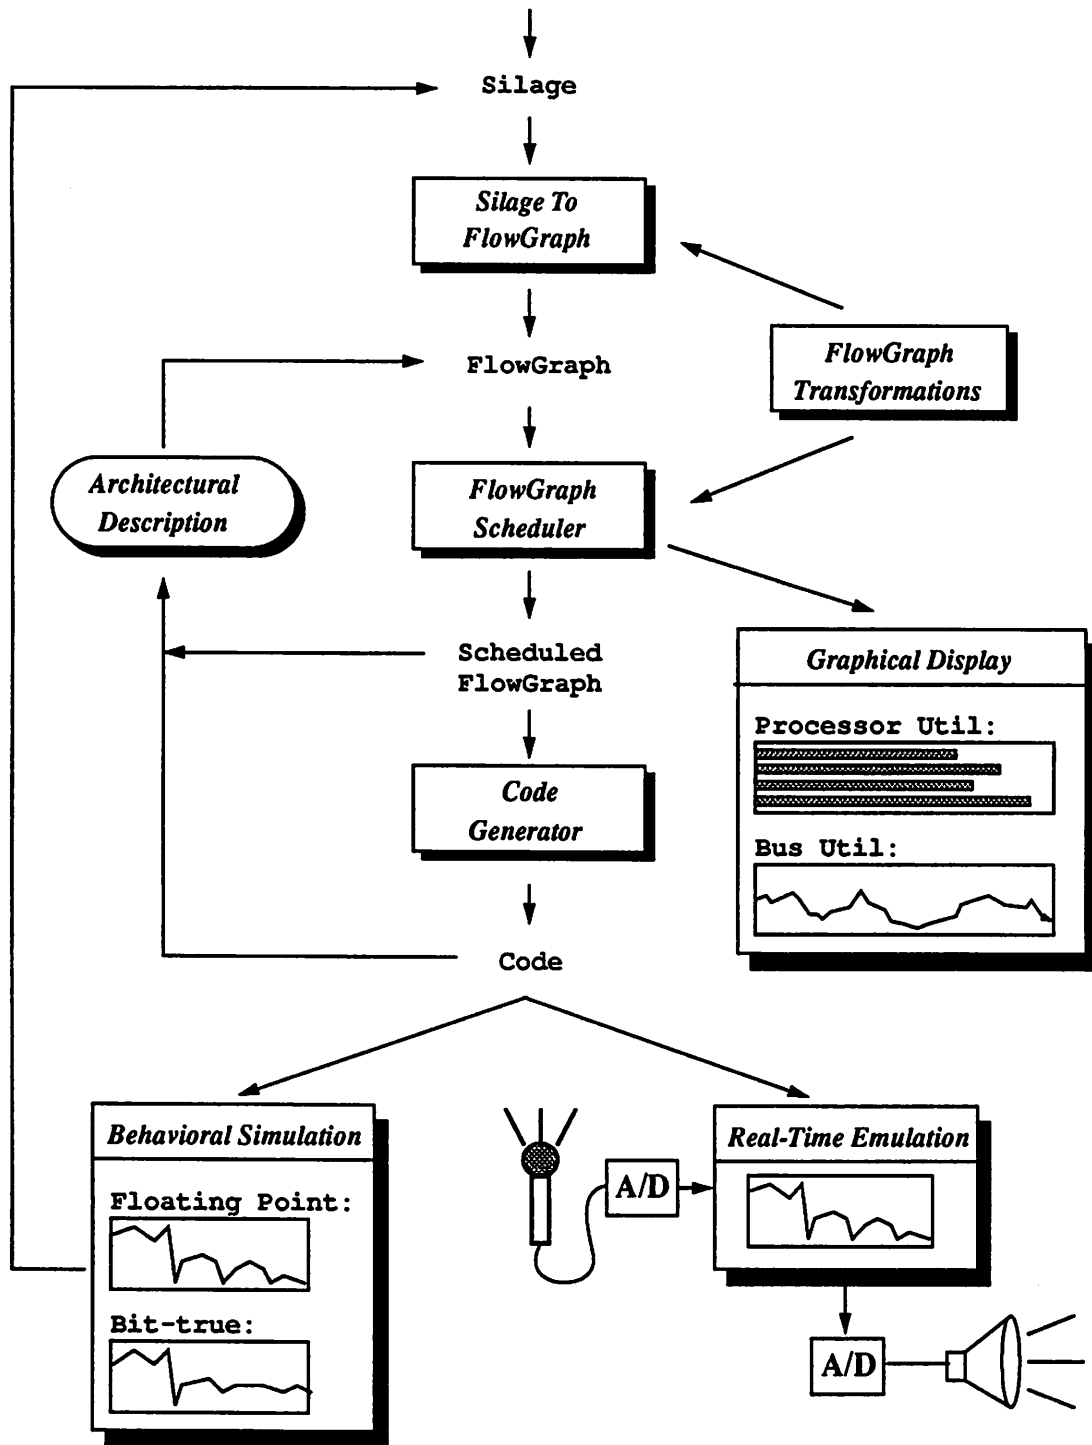 Silage
Silage To
FlowGraph
FlowGraph
FlowGraph
Transformations
Architectural
Description
FlowGraph
Scheduler
Scheduled
FlowGraph
Graphical Display
Processor Util:
Code
Generator
Bus Util:
Code
Behavioral Simulation
Floating Point:
Bit-true:
A/D
Real-Time Emulation
A/D